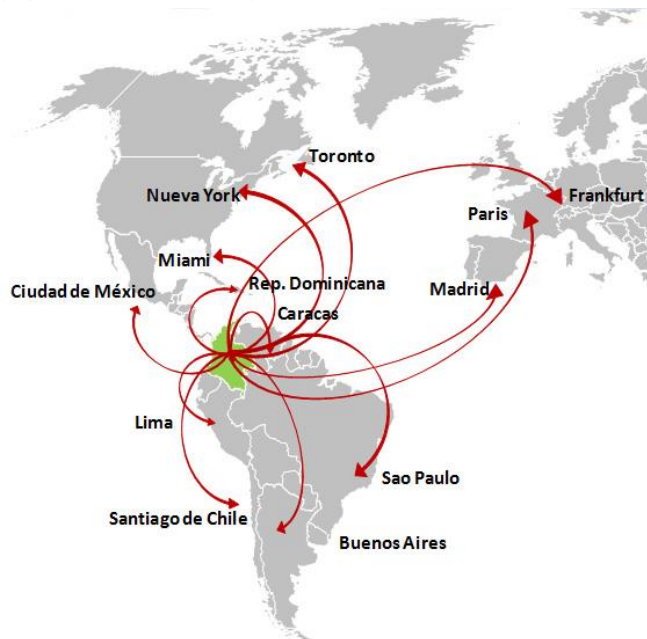 Toronto
Nueva York
Frankfurt
Paris
Miami
Rep. Dominicana
Ciudad de México
Madrid
Caracas
Lima
Sao Paulo
Santiago de Chile
Buenos Aires